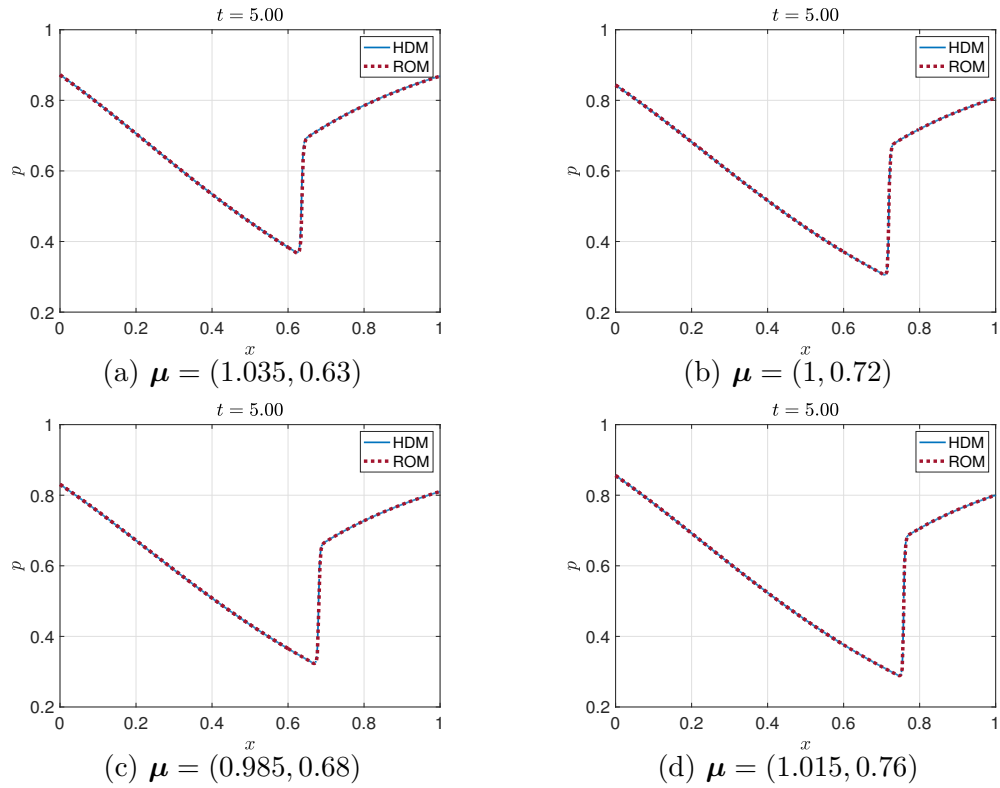 t = 5.00
1
0.8
0.6
0.4
0.2
p
HDM
ROM
0 0.2 0.4 0.6 0.8 1
x
(a) μ = (1.035, 0.63)
t = 5.00
1
0.8
0.6
0.4
0.2
p
HDM
ROM
0 0.2 0.4 0.6 0.8 1
x
(b) μ = (1, 0.72)
t = 5.00
1
0.8
0.6
0.4
0.2
p
HDM
ROM
0 0.2 0.4 0.6 0.8 1
x
(c) μ = (0.985, 0.68)
t = 5.00
1
0.8
0.6
0.4
0.2
p
HDM
ROM
0 0.2 0.4 0.6 0.8 1
x
(d) μ = (1.015, 0.76)